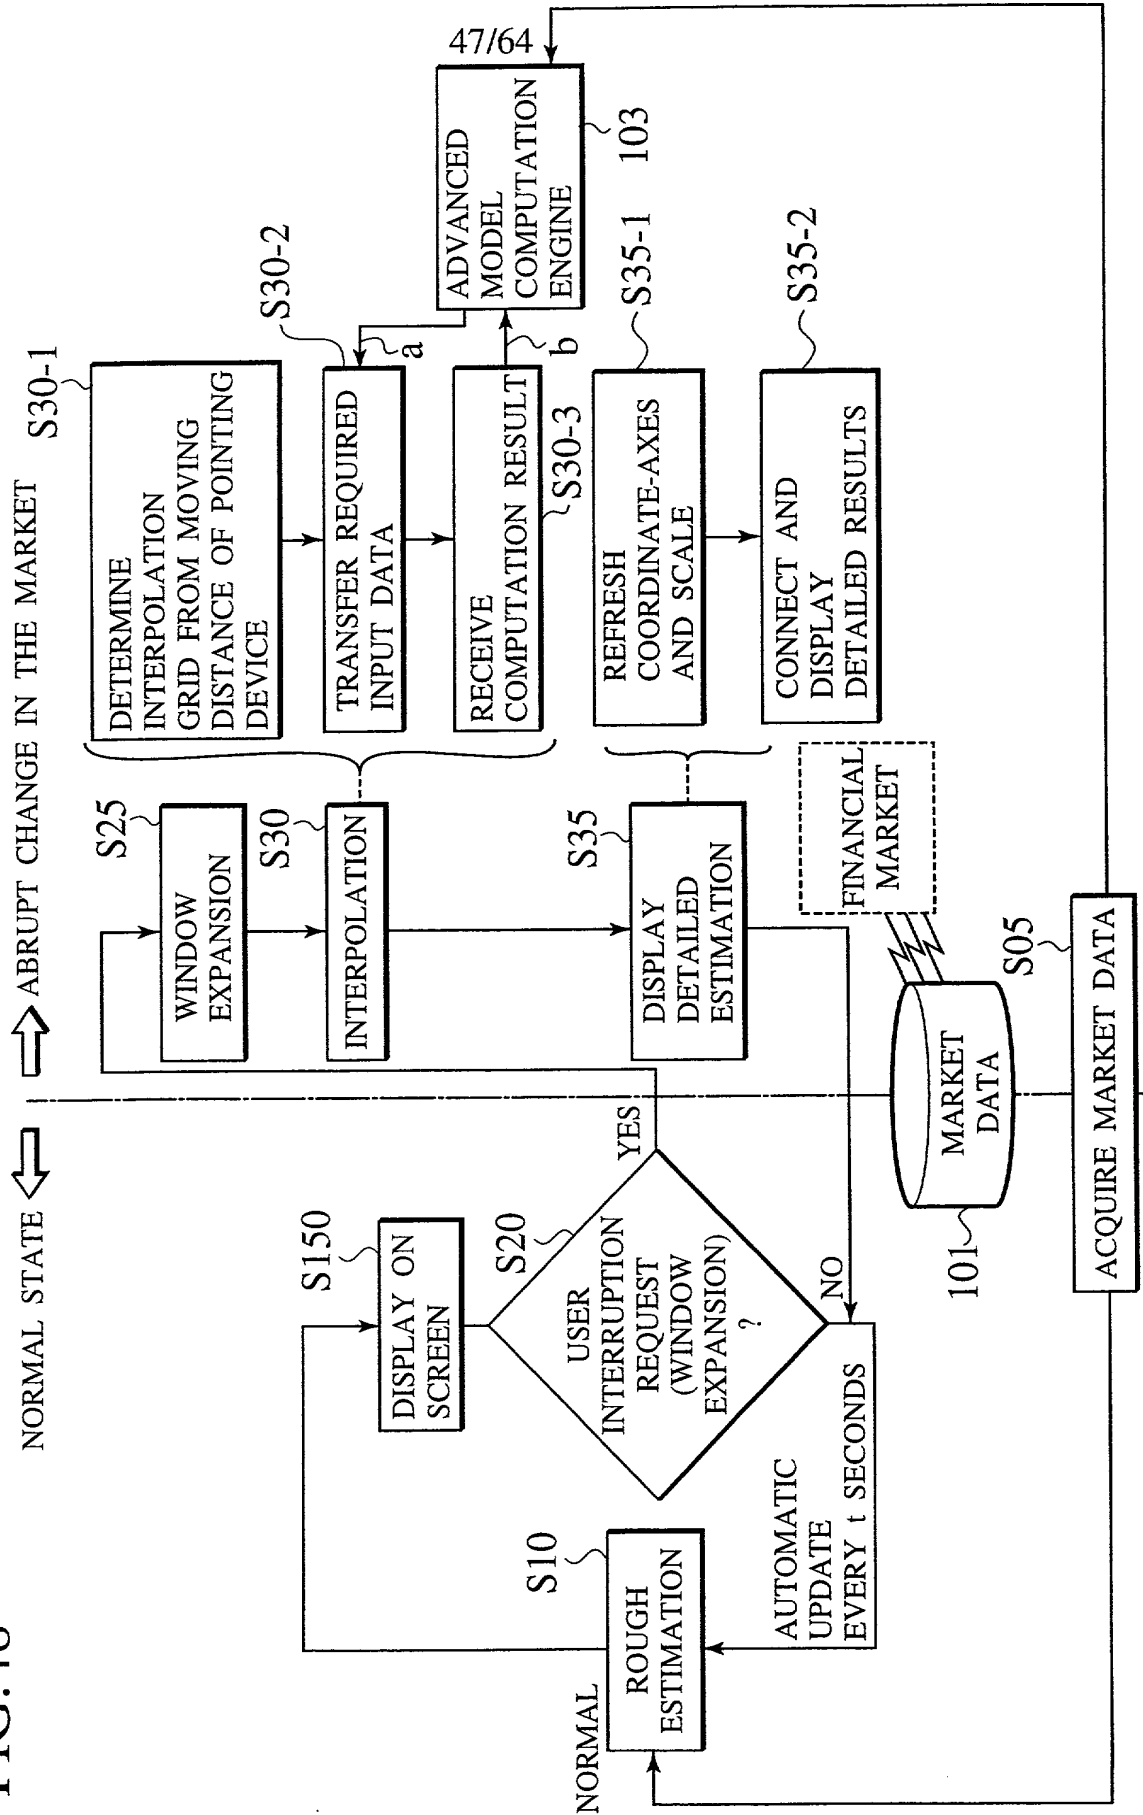 47/64
FIG.
NORMAL STATE
ABRUPT CHANGE IN THE MARKET
NORMAL
S10
ROUGH
ESTIMATION
AUTOMATIC
UPDATE
EVERY t SECONDS
S150
DISPLAY ON
SCREEN
S20
USER
INTERRUPTION
REQUEST
(WINDOW
EXPANSION)
?
YES
NO
S25
WINDOW
EXPANSION
S30
INTERPOLATION
S35
DISPLAY
DETAILED
ESTIMATION
S30-1
DETERMINE
INTERPOLATION
GRID FROM MOVING
DISTANCE OF POINTING
DEVICE
S30-2
TRANSFER REQUIRED
INPUT DATA
RECEIVE
COMPUTATION RESULT
S30-3
a
b
ADVANCED
MODEL
COMPUTATION
ENGINE
103
S35-1
REFRESH
COORDINATE-AXES
AND SCALE
S35-2
CONNECT AND
DISPLAY
DETAILED RESULTS
FINANCIAL
MARKET
MARKET
DATA
101
S05
ACQUIRE MARKET DATA